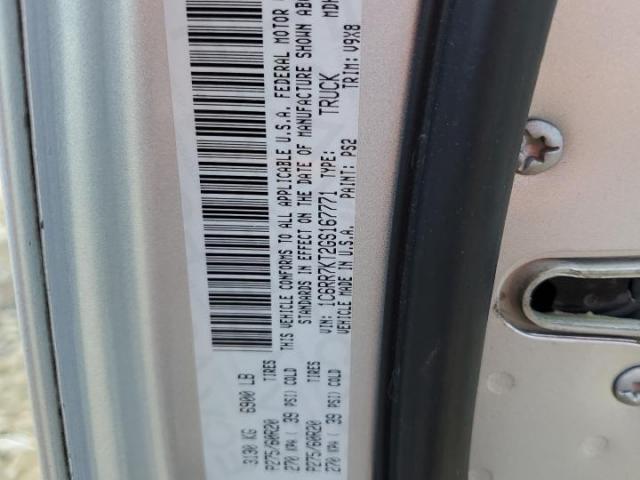 3130 KG 6900 LB
P275/60R20 TIRES
270 KPA ( 39 PSI) COLD
P275/60R20 TIRES
270 KPA ( 39 PSI) COLD
THIS VEHICLE CONFORMS TO ALL APPLICABLE U.S.A. FEDERAL MOTOR
STANDARDS IN EFFECT ON THE DATE OF MANUFACTURE SHOWN ABO
VIN: 1C6RR7KT2GS167771 TYPE: TRUCK MDH
VEHICLE MADE IN U.S.A. PAINT: PS2 TRIM: V9X8